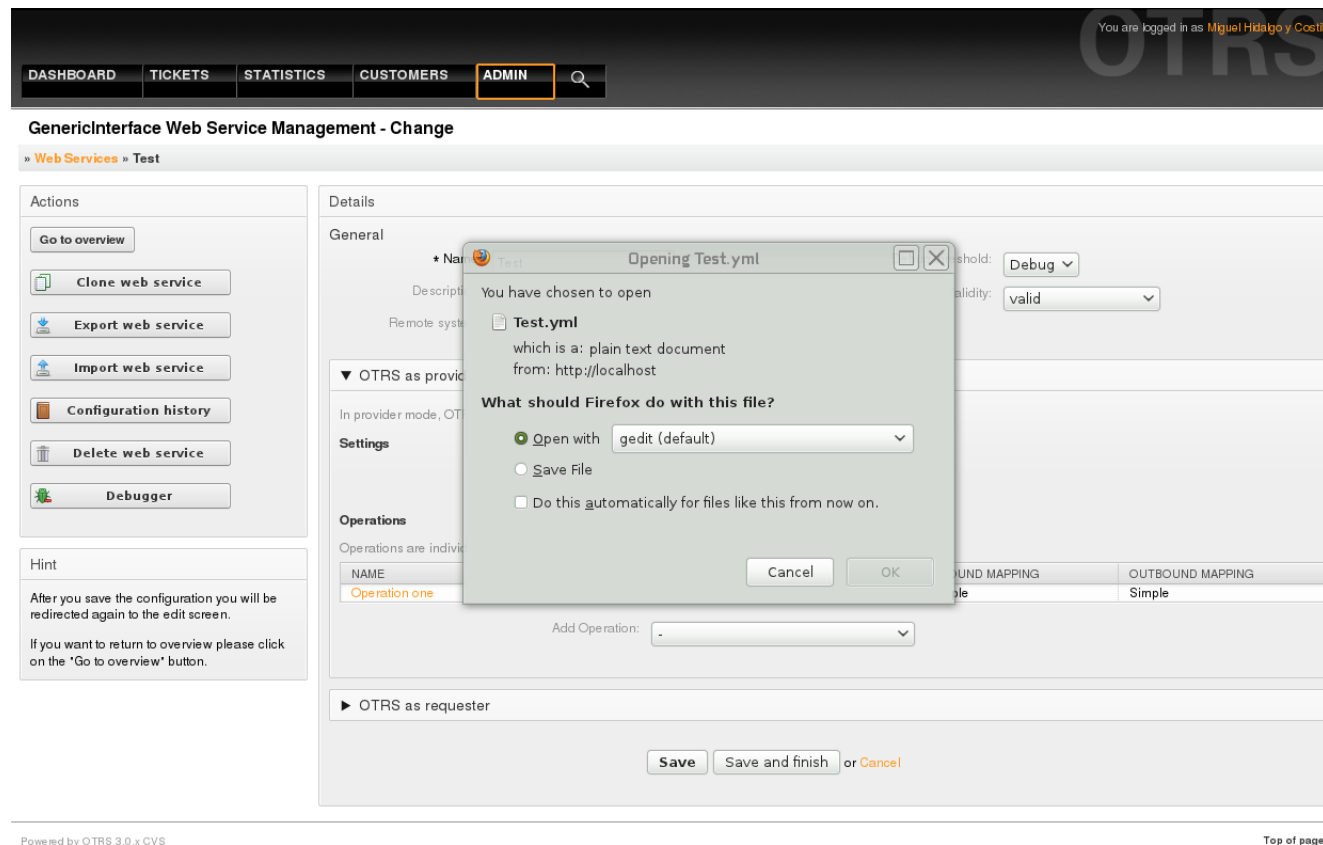 OTRS
You are logged in as Miguel Hidalgo y Costi
DASHBOARD TICKETS STATISTICS CUSTOMERS ADMIN
GenericInterface Web Service Management - Change
» Web Services » Test
Actions
Go to overview
Clone web service
Export web service
Import web service
Configuration history
Delete web service
Debugger
Hint
After you save the configuration you will be
redirected again to the edit screen.
If you want to return to overview please click
on the "Go to overview" button.
Details
General
* Nam
Test
shold: Debug
Descripti
alidity: valid
Remote syste
Opening Test.yml
You have chosen to open
Test.yml
which is a: plain text document
from: http://localhost
What should Firefox do with this file?
Open with gedit (default)
Save File
Do this automatically for files like this from now on.
Cancel OK
▼ OTRS as provid
In provider mode, OT
Settings
Operations
Operations are individ
NAME OUND MAPPING OUTBOUND MAPPING
Operation one ple Simple
Add Operation: -
► OTRS as requester
Save Save and finish or Cancel
Powered by OTRS 3.0.x CVS
Top of page